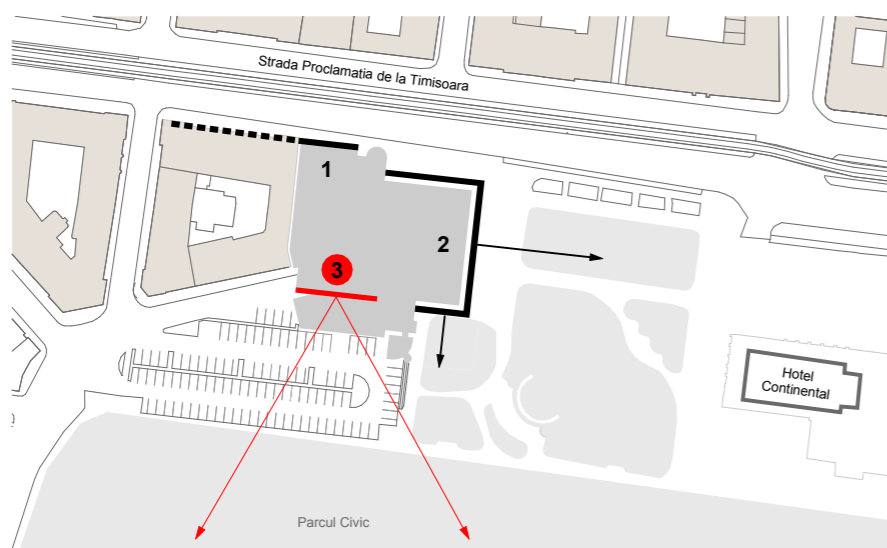 Strada Proclamatia de la Timisoara
1
2
3
Hotel
Continental
Parcul Civic